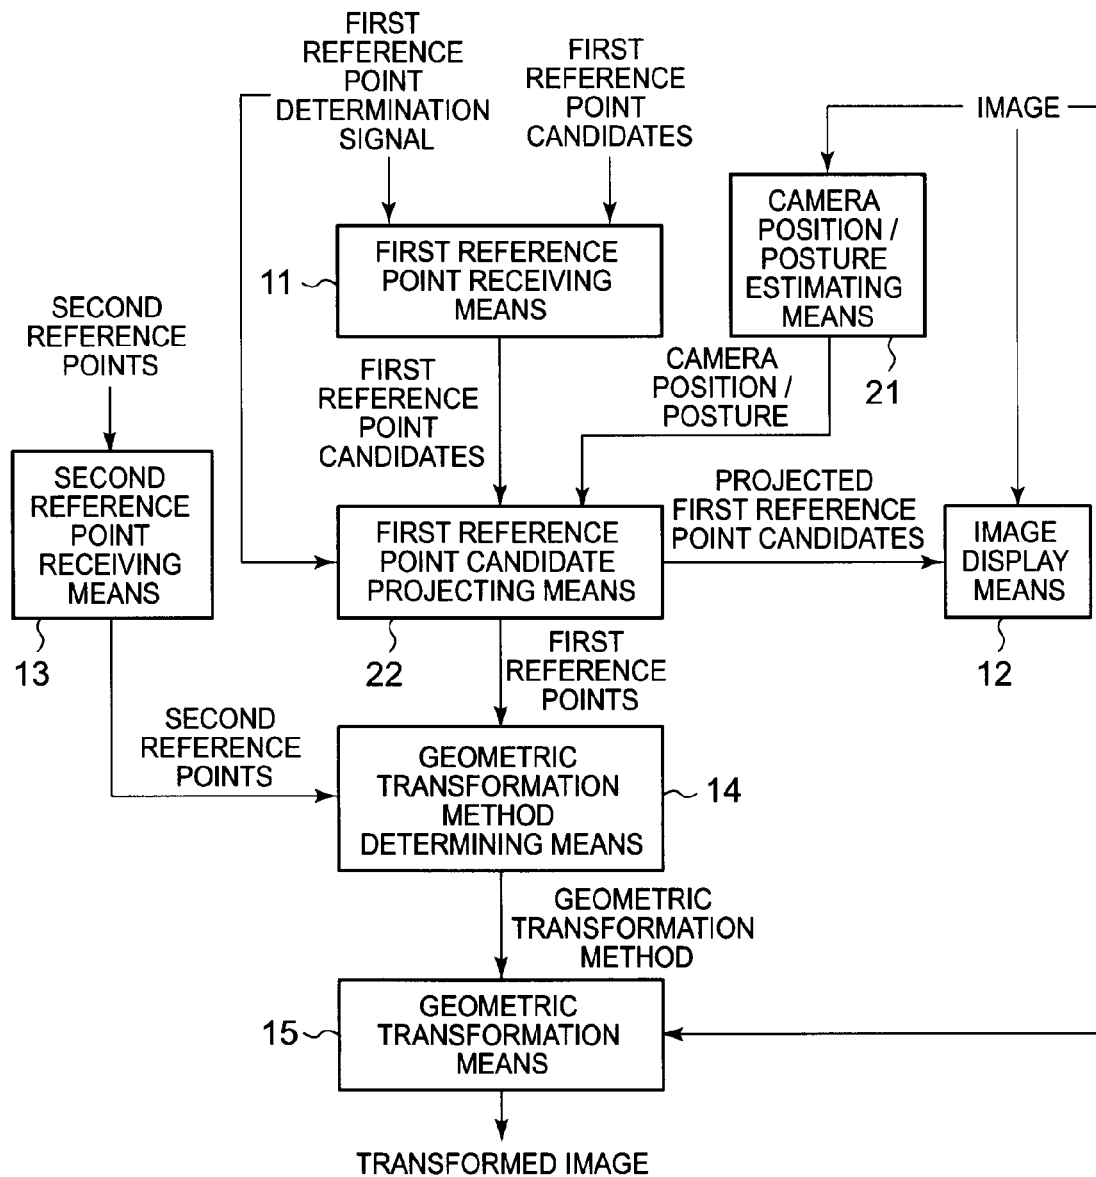 FIRST
REFERENCE
POINT
DETERMINATION
SIGNAL
FIRST
REFERENCE
POINT
CANDIDATES
IMAGE
CAMERA
POSITION /
POSTURE
ESTIMATING
MEANS
21
FIRST REFERENCE
POINT RECEIVING
MEANS
11
SECOND
REFERENCE
POINTS
FIRST
REFERENCE
POINT
CANDIDATES
CAMERA
POSITION /
POSTURE
SECOND
REFERENCE
POINT
RECEIVING
MEANS
13
FIRST REFERENCE
POINT CANDIDATE
PROJECTING MEANS
22
PROJECTED
FIRST REFERENCE
POINT CANDIDATES
IMAGE
DISPLAY
MEANS
12
FIRST
REFERENCE
POINTS
SECOND
REFERENCE
POINTS
GEOMETRIC
TRANSFORMATION
METHOD
DETERMINING MEANS
14
GEOMETRIC
TRANSFORMATION
METHOD
GEOMETRIC
TRANSFORMATION
MEANS
15
TRANSFORMED IMAGE